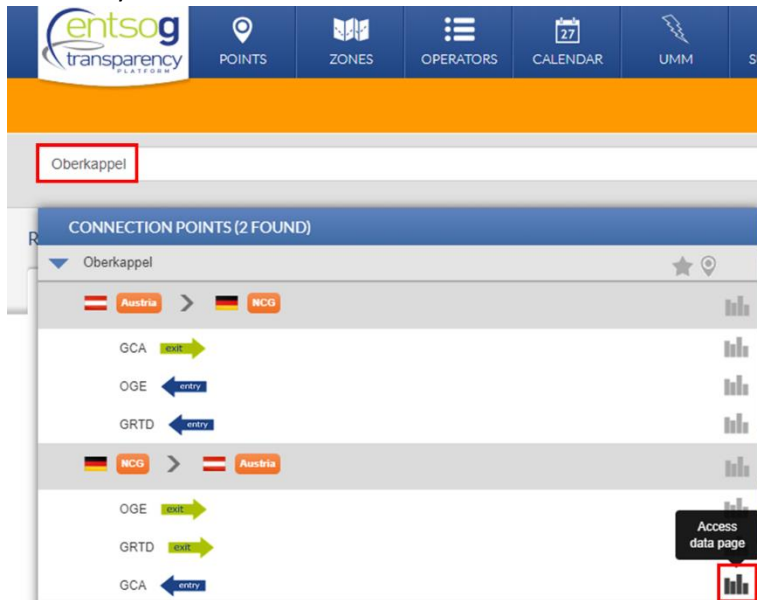 entsog
transparency
PLATFORM
POINTS ZONES OPERATORS CALENDAR UMM
27
Oberkappel
CONNECTION POINTS (2 FOUND)
Oberkappel
Austria > NCG
GCA exit
OGE entry
GRTD entry
NCG > Austria
OGE exit
GRTD exit
Access
data page
GCA entry